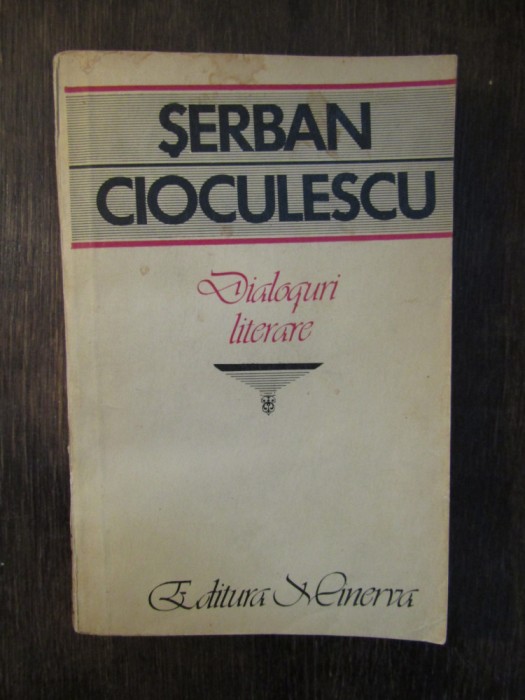 ŞERBAN
CIOCULESCU
Dialoguri
literare
Editura Minerva